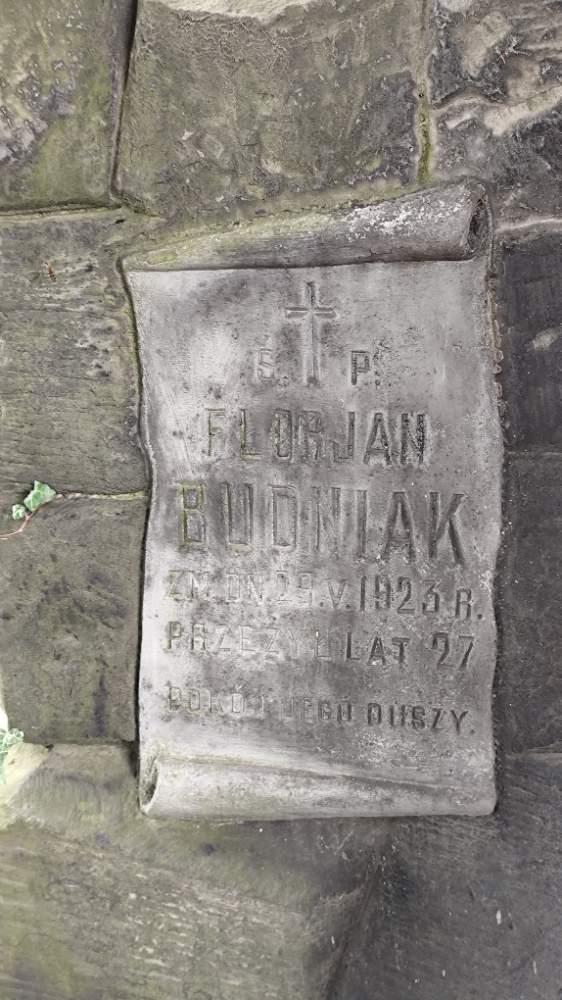 Ś. P.
FLORJAN
BUDNIAK
ZM. DN. 29.V.1923 R.
PRZEŻYŁ LAT 27
POKÓJ JEGO DUSZY.